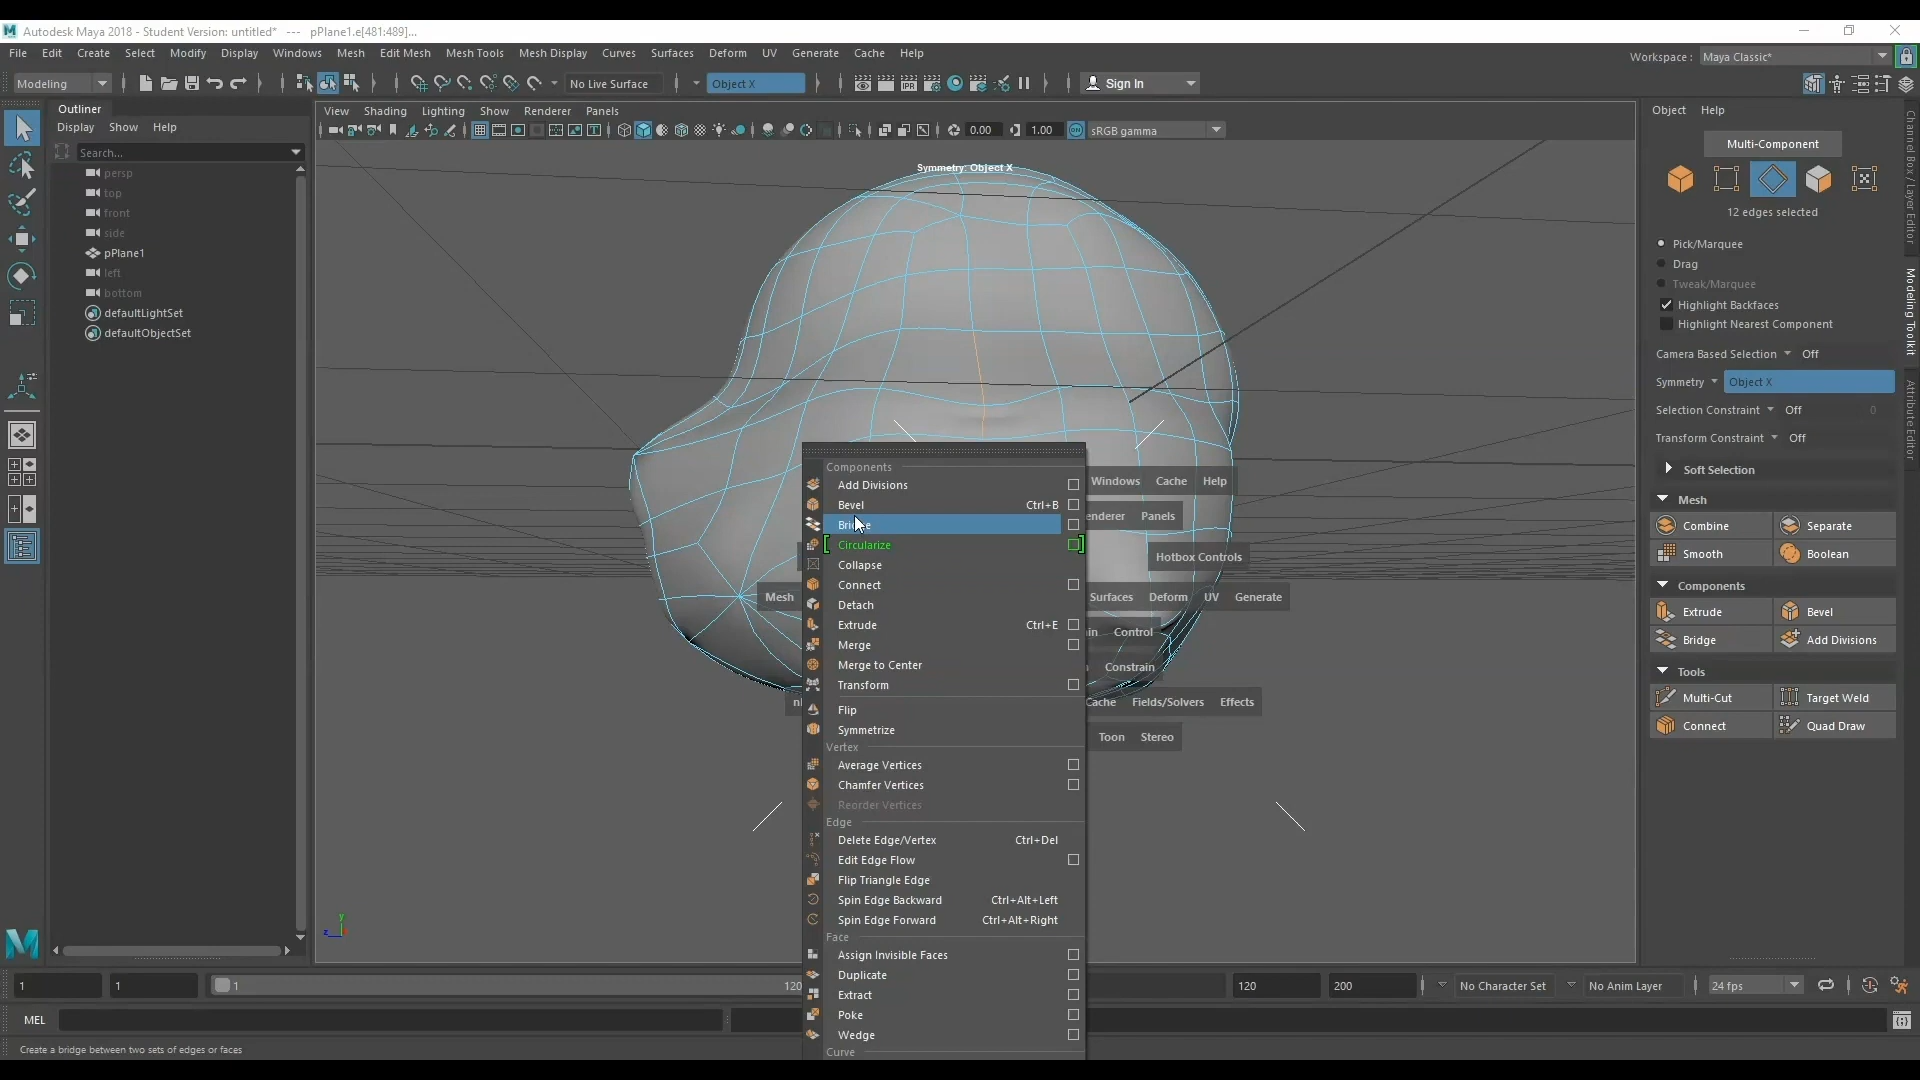 Autodesk Maya 2018 - Student Version: untitled* --- pPlane1.e[481:489]...
File Edit Create Select Modify Display Windows Mesh Edit Mesh Mesh Tools Mesh Display Curves Surfaces Deform UV Generate Cache Help
Workspace : Maya Classic*
Modeling No Live Surface Object X Sign In
Outliner
Display Show Help
Search...
persp
top
front
side
pPlane1
left
bottom
defaultLightSet
defaultObjectSet
View Shading Lighting Show Renderer Panels
0.00 1.00 sRGB gamma
Symmetry: Object X
Components
Add Divisions
Bevel Ctrl+B
Circularize
Collapse
Connect
Detach
Extrude Ctrl+E
Merge
Merge to Center
Transform
Flip
Symmetrize
Vertex
Average Vertices
Chamfer Vertices
Reorder Vertices
Edge
Delete Edge/Vertex Ctrl+Del
Edit Edge Flow
Flip Triangle Edge
Spin Edge Backward Ctrl+Alt+Left
Spin Edge Forward Ctrl+Alt+Right
Face
Assign Invisible Faces
Duplicate
Extract
Poke
Wedge
Curve
Windows Cache Help
Panels
Hotbox Controls
Mesh
Surfaces Deform UV Generate
Control
Constrain
Cache Fields/Solvers Effects
Toon Stereo
Object Help
Multi-Component
12 edges selected
Pick/Marquee
Drag
Tweak/Marquee
Highlight Backfaces
Highlight Nearest Component
Camera Based Selection Off
Symmetry Object X
Selection Constraint Off 0
Transform Constraint Off
Soft Selection
Mesh
Combine Separate
Smooth Boolean
Components
Extrude Bevel
Bridge Add Divisions
Tools
Multi-Cut Target Weld
Connect Quad Draw
Channel Box / Layer Editor
Modeling Toolkit
Attribute Editor
y
z
1 1 1 120 120 200 No Character Set No Anim Layer 24 fps
MEL
Create a bridge between two sets of edges or faces